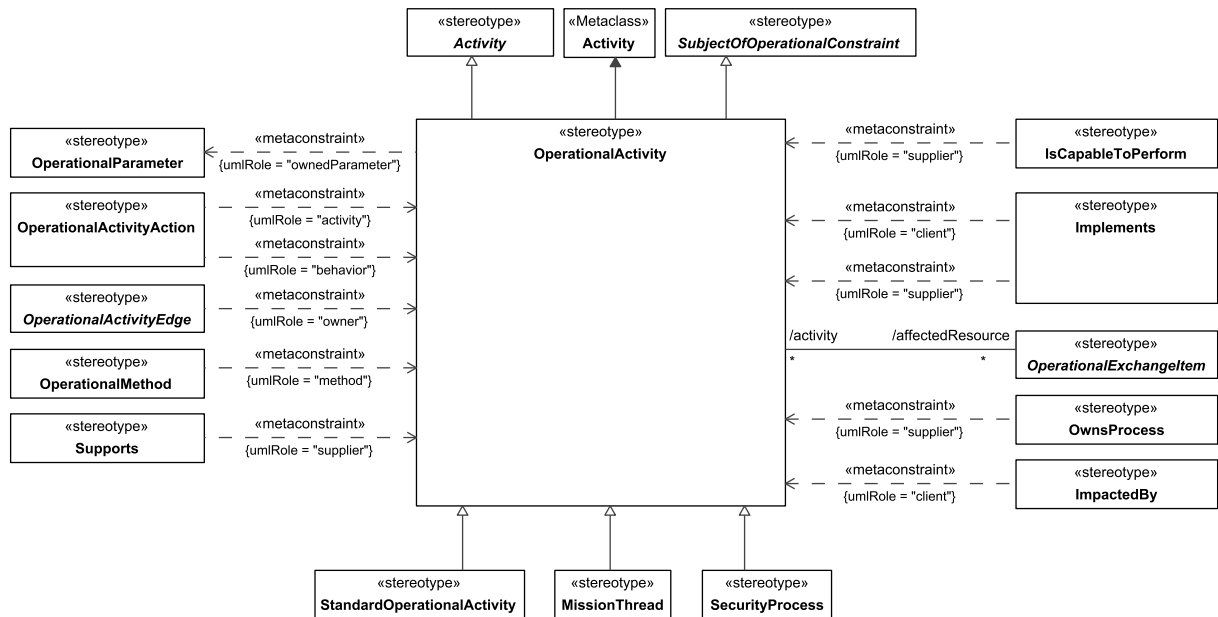 «stereotype»
Activity
«Metaclass»
Activity
«stereotype»
SubjectOfOperationalConstraint
«stereotype»
OperationalActivity
«stereotype»
OperationalParameter
«metaconstraint»
{umlRole = "ownedParameter"}
«stereotype»
OperationalActivityAction
«metaconstraint»
{umlRole = "activity"}
«metaconstraint»
{umlRole = "behavior"}
«stereotype»
OperationalActivityEdge
«metaconstraint»
{umlRole = "owner"}
«stereotype»
OperationalMethod
«metaconstraint»
{umlRole = "method"}
«stereotype»
Supports
«metaconstraint»
{umlRole = "supplier"}
«metaconstraint»
{umlRole = "supplier"}
«stereotype»
IsCapableToPerform
«metaconstraint»
{umlRole = "client"}
«stereotype»
Implements
«metaconstraint»
{umlRole = "supplier"}
/activity
/affectedResource
*
*
«stereotype»
OperationalExchangeItem
«metaconstraint»
{umlRole = "supplier"}
«stereotype»
OwnsProcess
«metaconstraint»
{umlRole = "client"}
«stereotype»
ImpactedBy
«stereotype»
StandardOperationalActivity
«stereotype»
MissionThread
«stereotype»
SecurityProcess